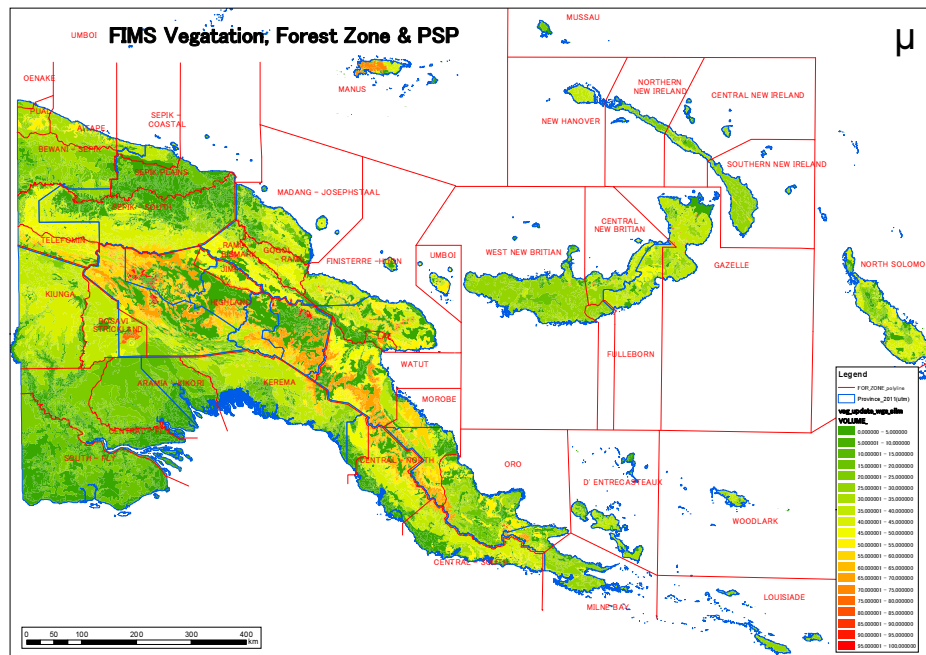 MUSSAU
UMBOI
FIMS Vegatation, Forest Zone & PSP
µ
OENAKE
MANUS
NORTHERN
NEW IRELAND
CENTRAL NEW IRELAND
PUAL
SEPIK -
COASTAL
NEW HANOVER
AITAPE
BEWANI - SEPIK
SOUTHERN NEW IRELAND
SEPIK PLAINS
MADANG - JOSEPHSTAAL
SEPIK - SOUTH
CENTRAL
NEW BRITIAN
TELEFOMIN
GOGOL
- RAMU
FINISTERRE - HUON
UMBOI
WEST NEW BRITIAN
GAZELLE
NORTH SOLOMO
JIMI
KIUNGA
BOSAVI -
STRICKLAND
FULLEBORN
WATUT
ARAMIA - KIKORI
KEREMA
MOROBE
CENTRAL - NORTH
ORO
D' ENTRECASTEAUX
WOODLARK
MILNE BAY
LOUISIADE
Legend
FOR_ZONE_polyline
Province_2011(utm)
VOLUME_
0.000000 - 5.000000
5.000001 - 10.000000
10.000001 - 15.000000
15.000001 - 20.000000
20.000001 - 25.000000
25.000001 - 30.000000
30.000001 - 35.000000
35.000001 - 40.000000
40.000001 - 45.000000
45.000001 - 50.000000
50.000001 - 55.000000
55.000001 - 60.000000
60.000001 - 65.000000
65.000001 - 70.000000
70.000001 - 75.000000
75.000001 - 80.000000
80.000001 - 85.000000
85.000001 - 90.000000
90.000001 - 95.000000
95.000001 - 100.000000
0 50 100 200 300 400
km